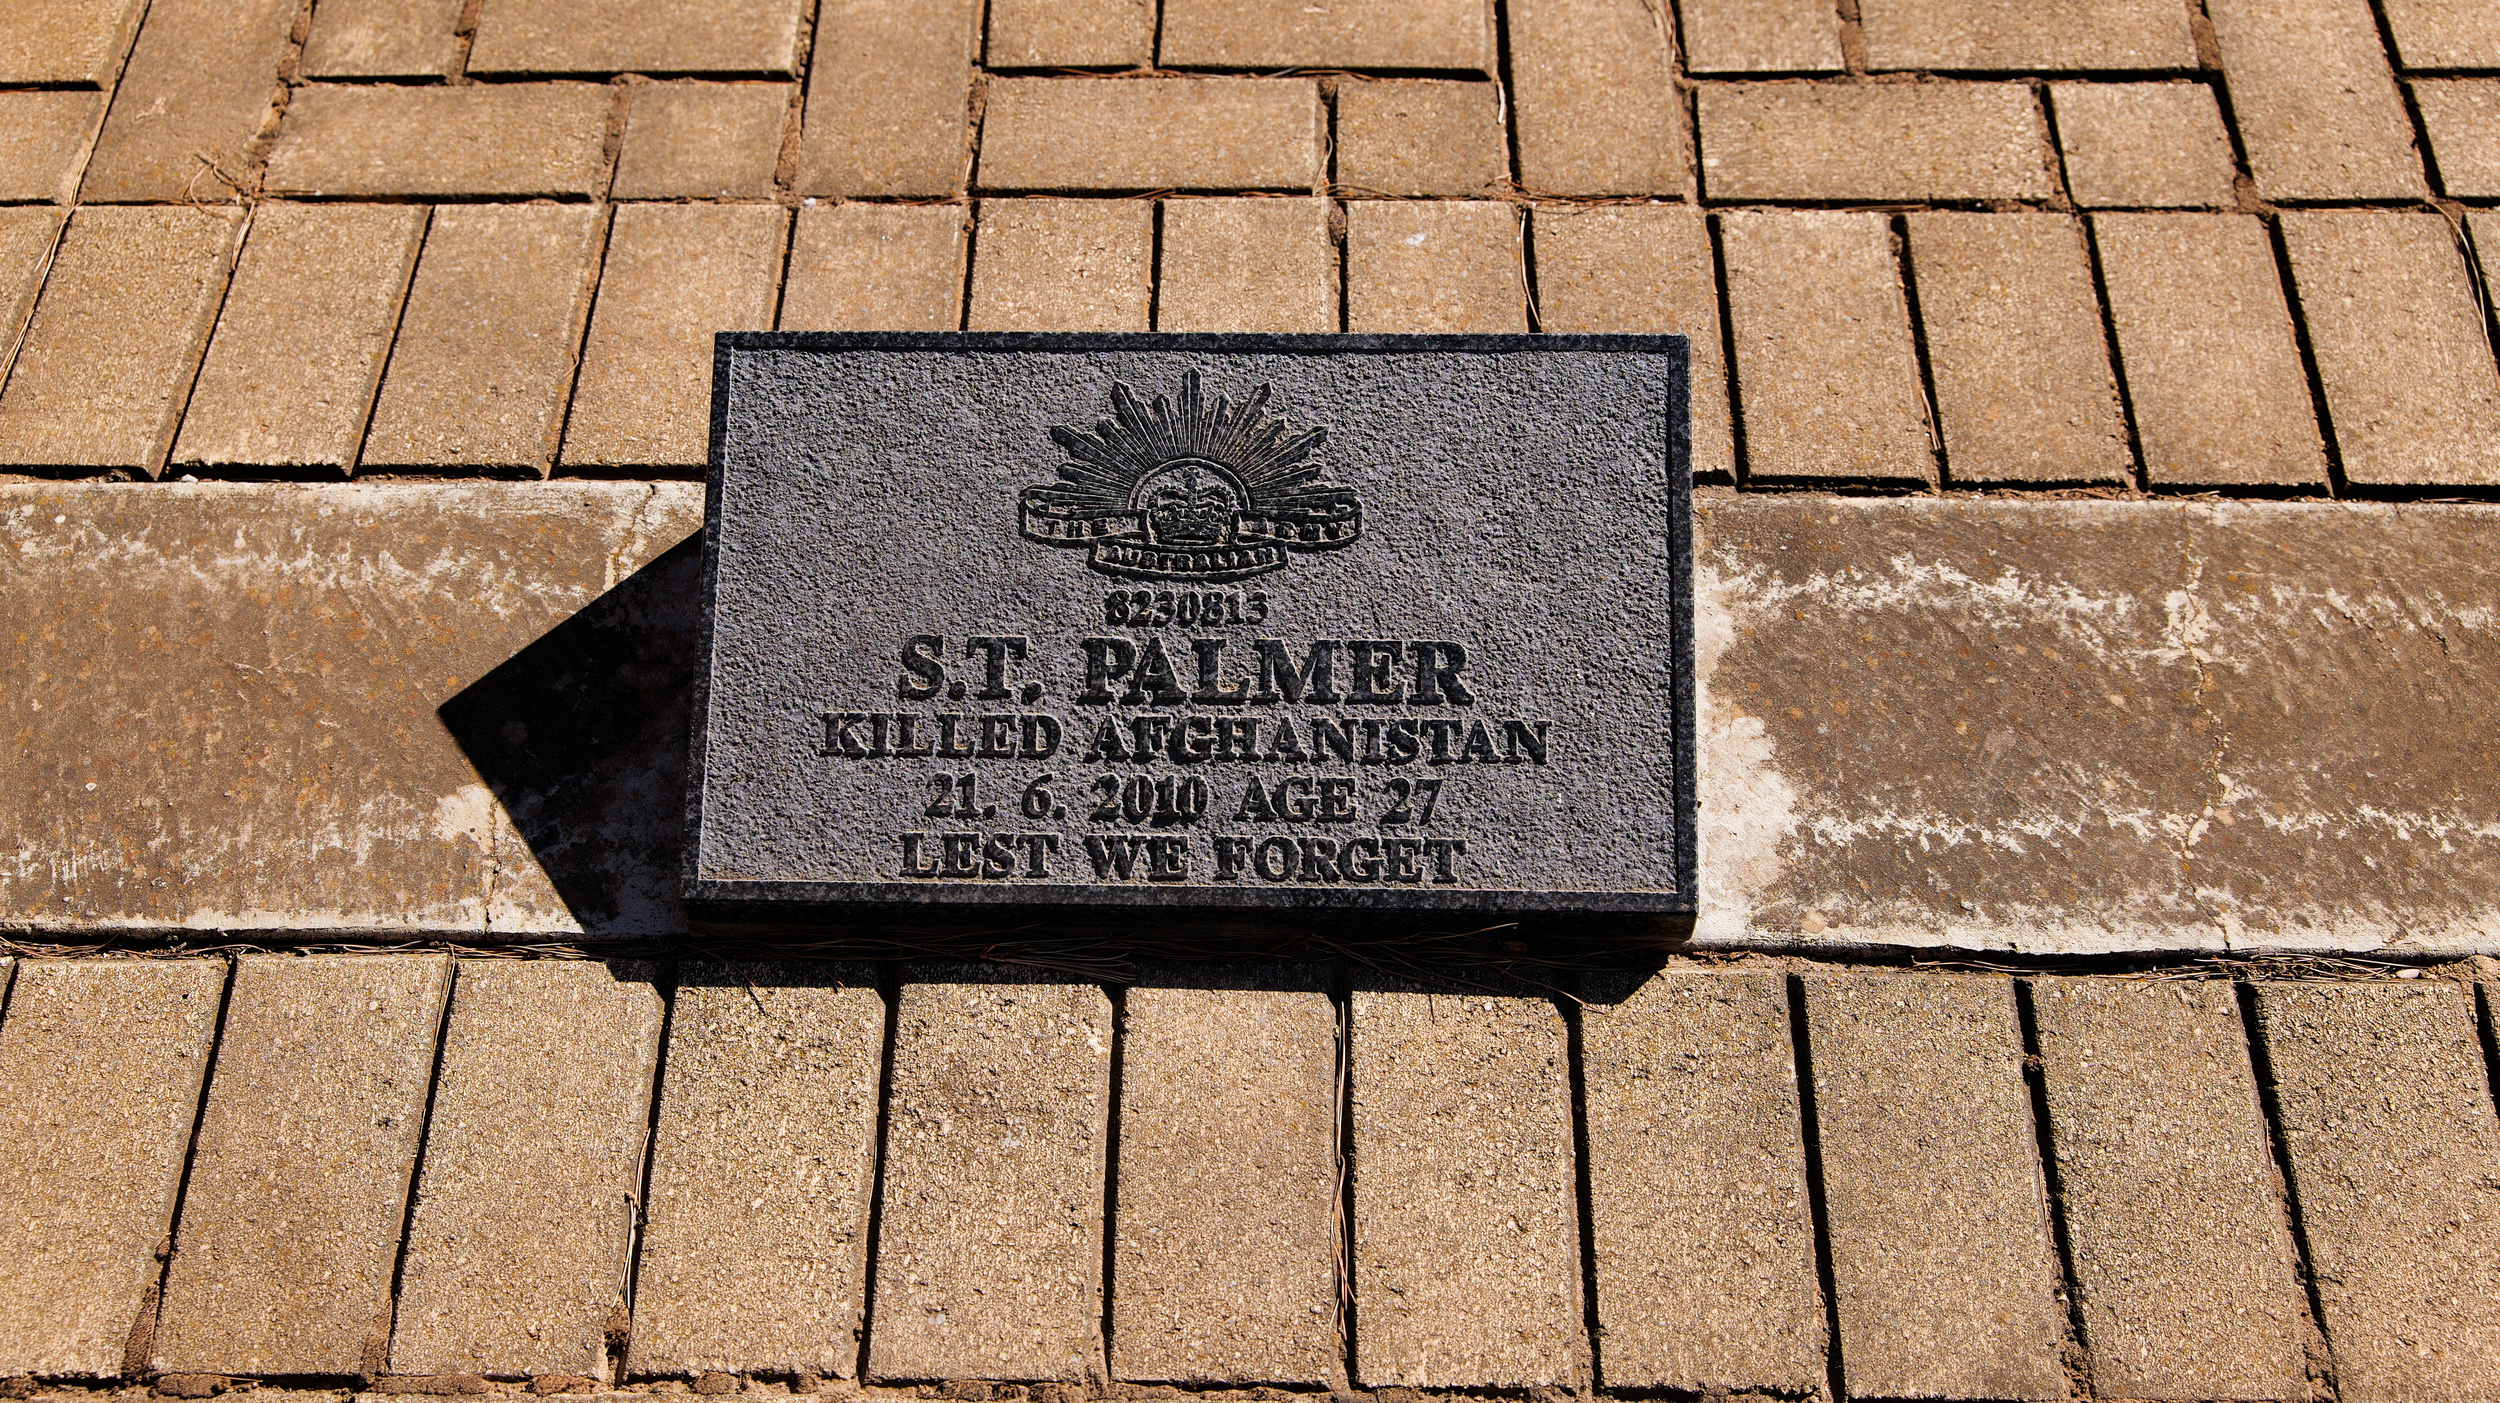 THE ARMY
AUSTRALIAN
8230813
S.T. PALMER
KILLED AFGHANISTAN
21. 6. 2010 AGE 27
LEST WE FORGET